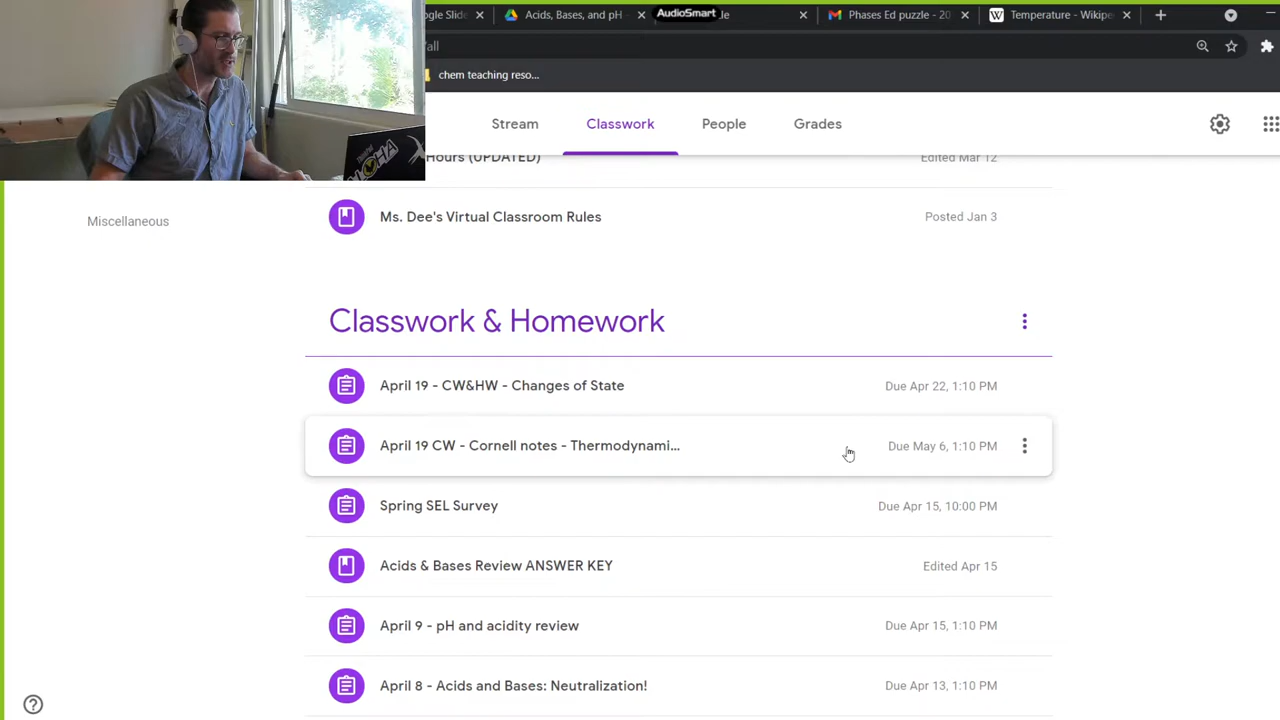 ogle Slide
Acids, Bases, and pH -
AudioSmart
le
Phases Ed puzzle - 20
W
Temperature - Wikipe
/all
chem teaching reso...
Stream
Classwork
People
Grades
Hours (UPDATED)
Edited Mar 12
Miscellaneous
Ms. Dee's Virtual Classroom Rules
Posted Jan 3
Classwork & Homework
April 19 - CW&HW - Changes of State
Due Apr 22, 1:10 PM
April 19 CW - Cornell notes - Thermodynami...
Due May 6, 1:10 PM
Spring SEL Survey
Due Apr 15, 10:00 PM
Acids & Bases Review ANSWER KEY
Edited Apr 15
April 9 - pH and acidity review
Due Apr 15, 1:10 PM
April 8 - Acids and Bases: Neutralization!
Due Apr 13, 1:10 PM